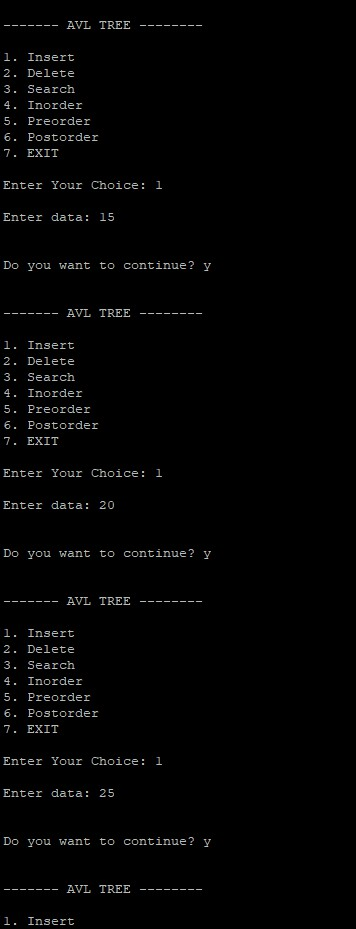 ------- AVL TREE --------
1. Insert
2. Delete
3. Search
4. Inorder
5. Preorder
6. Postorder
7. EXIT
Enter Your Choice: 1
Enter data: 15
Do you want to continue? y
------- AVL TREE --------
1. Insert
2. Delete
3. Search
4. Inorder
5. Preorder
6. Postorder
7. EXIT
Enter Your Choice: 1
Enter data: 20
Do you want to continue? y
------- AVL TREE --------
1. Insert
2. Delete
3. Search
4. Inorder
5. Preorder
6. Postorder
7. EXIT
Enter Your Choice: 1
Enter data: 25
Do you want to continue? y
------- AVL TREE --------
1. Insert